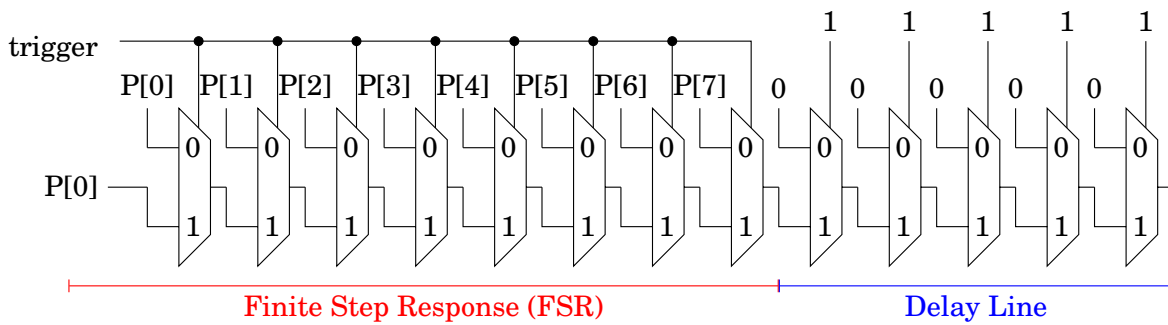 1 1 1 1 1
trigger
P[0] P[1] P[2] P[3] P[4] P[5] P[6] P[7] 0 0 0 0 0
0 0 0 0 0 0 0 0 0 0 0 0 0
P[0]
1 1 1 1 1 1 1 1 1 1 1 1 1
Finite Step Response (FSR) Delay Line